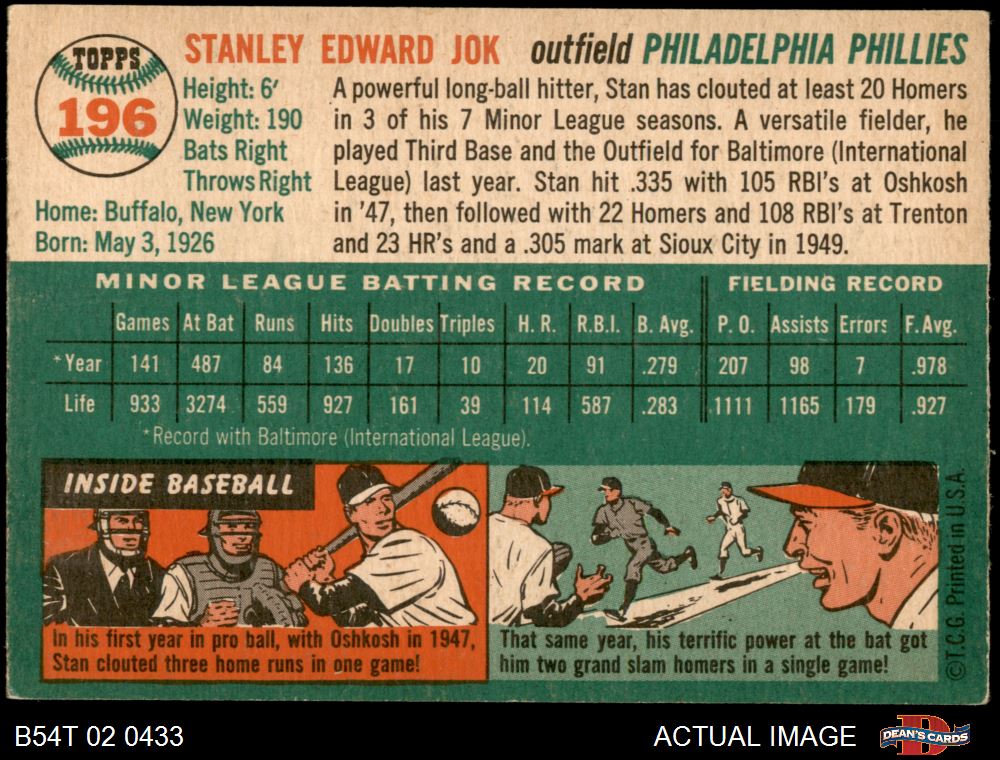 TOPPS
196
STANLEY EDWARD JOK outfield PHILADELPHIA PHILLIES
Height: 6'
Weight: 190
Bats Right
Throws Right
Home: Buffalo, New York
Born: May 3, 1926
A powerful long-ball hitter, Stan has clouted at least 20 Homers
in 3 of his 7 Minor League seasons. A versatile fielder, he
played Third Base and the Outfield for Baltimore (International
League) last year. Stan hit .335 with 105 RBI's at Oshkosh
in '47, then followed with 22 Homers and 108 RBI's at Trenton
and 23 HR's and a .305 mark at Sioux City in 1949.
MINOR LEAGUE BATTING RECORD FIELDING RECORD
Games At Bat Runs Hits Doubles Triples H. R. R.B.I. B. Avg. P. O. Assists Errors F. Avg.
*Year 141 487 84 136 17 10 20 91 .279 207 98 7 .978
Life 933 3274 559 927 161 39 114 587 .283 1111 1165 179 .927
*Record with Baltimore (International League).
INSIDE BASEBALL
In his first year in pro ball, with Oshkosh in 1947,
Stan clouted three home runs in one game!
That same year, his terrific power at the bat got
him two grand slam homers in a single game!
©T.C.G. Printed in U.S.A.
B54T 02 0433 ACTUAL IMAGE
D
DEAN'S CARDS